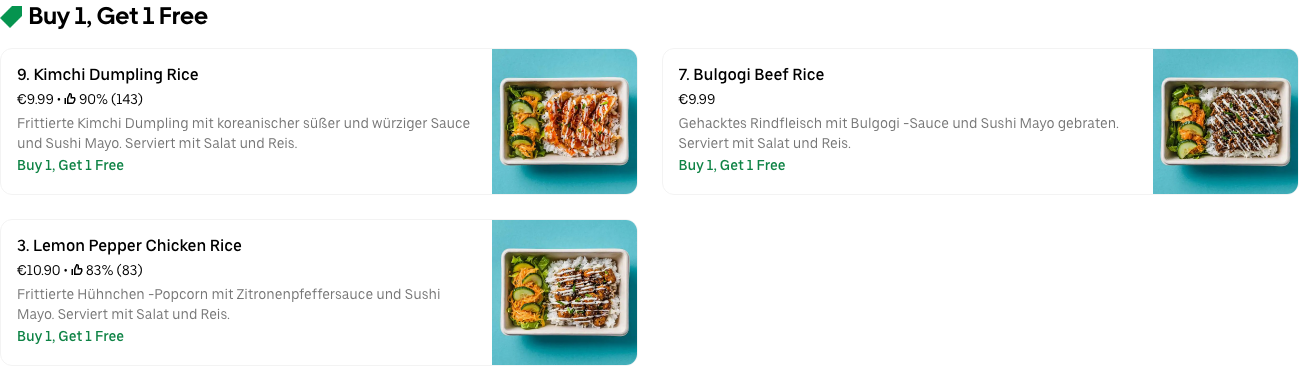 Buy 1, Get 1 Free
9. Kimchi Dumpling Rice
€9.99 • 90% (143)
Frittierte Kimchi Dumpling mit koreanischer süßer und würziger Sauce
und Sushi Mayo. Serviert mit Salat und Reis.
Buy 1, Get 1 Free
7. Bulgogi Beef Rice
€9.99
Gehacktes Rindfleisch mit Bulgogi -Sauce und Sushi Mayo gebraten.
Serviert mit Salat und Reis.
Buy 1, Get 1 Free
3. Lemon Pepper Chicken Rice
€10.90 • 83% (83)
Frittierte Hühnchen -Popcorn mit Zitronenpfeffersauce und Sushi
Mayo. Serviert mit Salat und Reis.
Buy 1, Get 1 Free